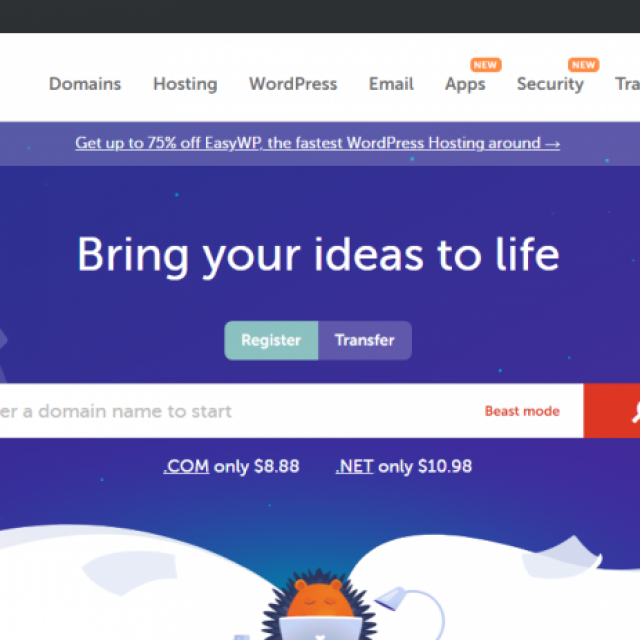 NEW NEW
Domains Hosting WordPress Email Apps Security Tra
Get up to 75% off EasyWP, the fastest WordPress Hosting around →
Bring your ideas to life
Register Transfer
er a domain name to start Beast mode
.COM only $8.88 .NET only $10.98